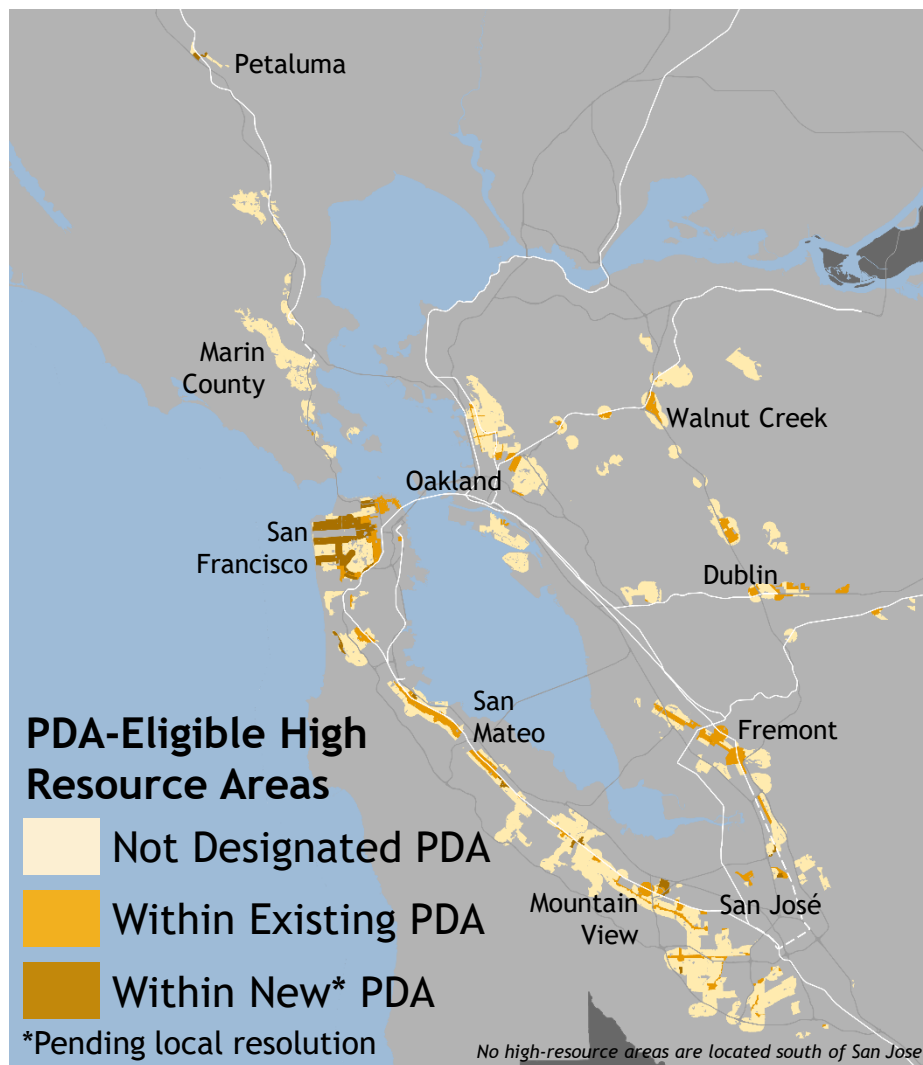 Petaluma
Marin
County
Walnut Creek
Oakland
San
Francisco
Dublin
San
Mateo
Fremont
PDA-Eligible High
Resource Areas
Not Designated PDA
Within Existing PDA
Within New* PDA
*Pending local resolution
Mountain
View
San José
No high-resource areas are located south of San Jose